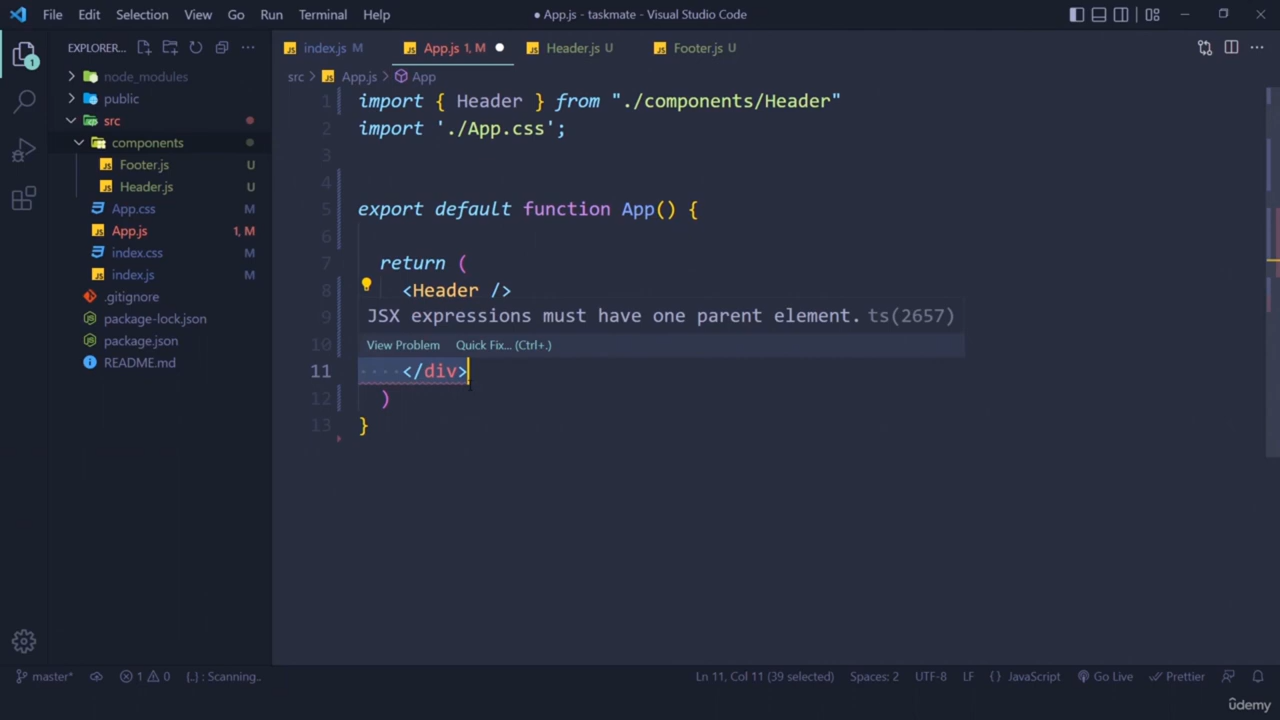 File Edit Selection View Go Run Terminal Help ● App.js - taskmate - Visual Studio Code
EXPLORER... index.js M App.js 1, M Header.js U Footer.js U
1
node_modules
public
src
components
Footer.js U
Header.js U
App.css M
App.js 1, M
index.css M
index.js M
.gitignore
package-lock.json
package.json
README.md
src > App.js > App
1 import { Header } from "./components/Header"
2 import './App.css';
3
4
5 export default function App() {
6
7 return (
8 <Header />
9 JSX expressions must have one parent element. ts(2657)
10 View Problem Quick Fix... (Ctrl+.)
11 ····</div>
12 )
13 }
master* 1 0 {..} : Scanning.. Ln 11, Col 11 (39 selected) Spaces: 2 UTF-8 LF {} JavaScript Go Live Prettier
ûdemy